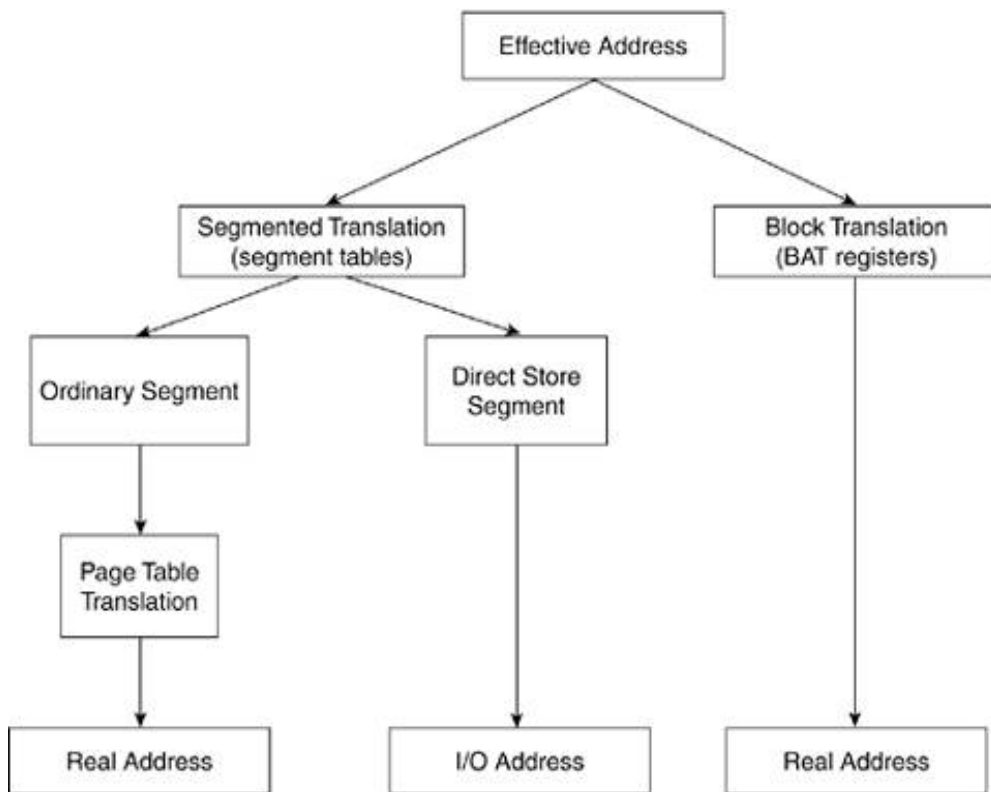 Effective Address
Segmented Translation
(segment tables)
Block Translation
(BAT registers)
Ordinary Segment
Direct Store
Segment
Page Table
Translation
Real Address
I/O Address
Real Address